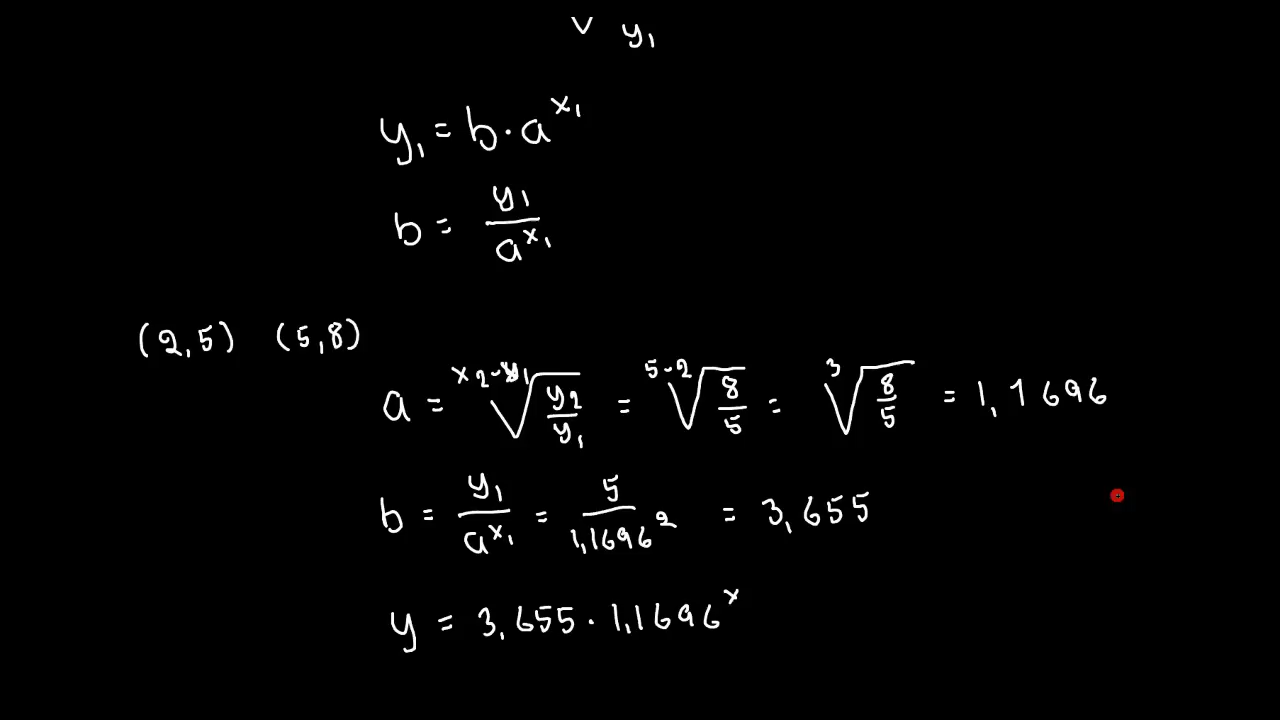 √ y₁
y₁ = b · a^x₁
b = y₁ / a^x₁
(2,5) (5,8)
a = ^(x₂-x₁)√(y₂/y₁) = ^(5-2)√(8/5) = ³√(8/5) = 1,1696
b = y₁ / a^x₁ = 5 / 1,1696² = 3,655
y = 3,655 · 1,1696^x